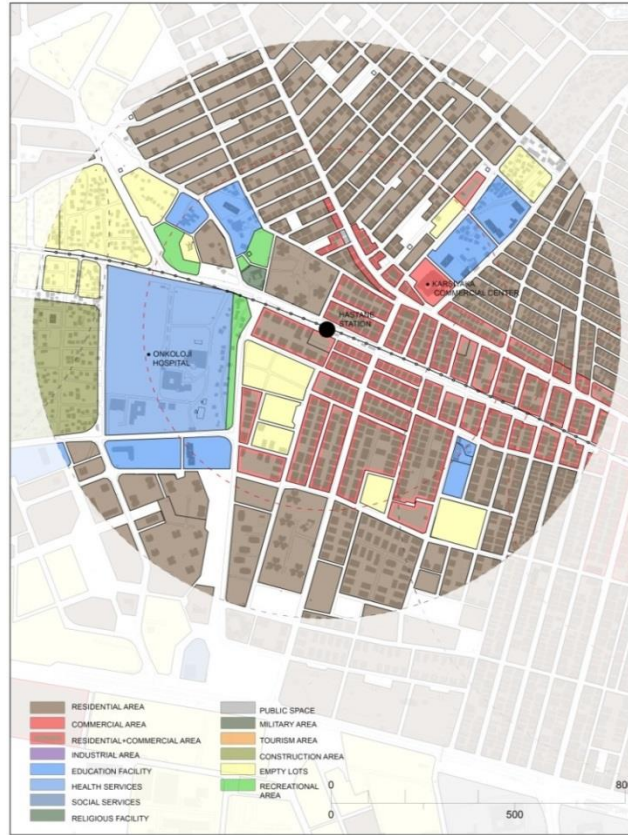 KARŞIYAKA
COMMERCIAL CENTER
HASTANE
STATION
ONKOLOJI
HOSPITAL
RESIDENTIAL AREA
COMMERCIAL AREA
RESIDENTIAL+COMMERCIAL AREA
INDUSTRIAL AREA
EDUCATION FACILITY
HEALTH SERVICES
SOCIAL SERVICES
RELIGIOUS FACILITY
PUBLIC SPACE
MILITARY AREA
TOURISM AREA
CONSTRUCTION AREA
EMPTY LOTS
RECREATIONAL
AREA
0 800
0 500